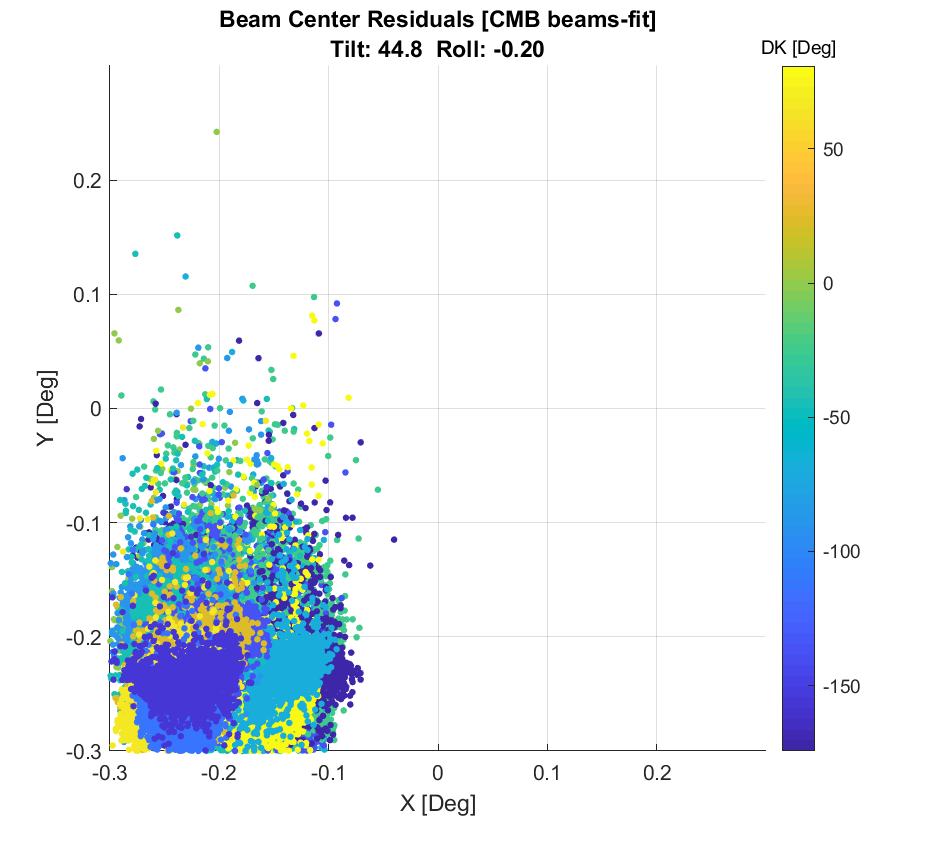 Beam Center Residuals [CMB beams-fit]
Tilt: 44.8 Roll: -0.20
DK [Deg]
50
0
-50
-100
-150
Y [Deg]
0.2
0.1
0
-0.1
-0.2
-0.3
-0.3 -0.2 -0.1 0 0.1 0.2
X [Deg]